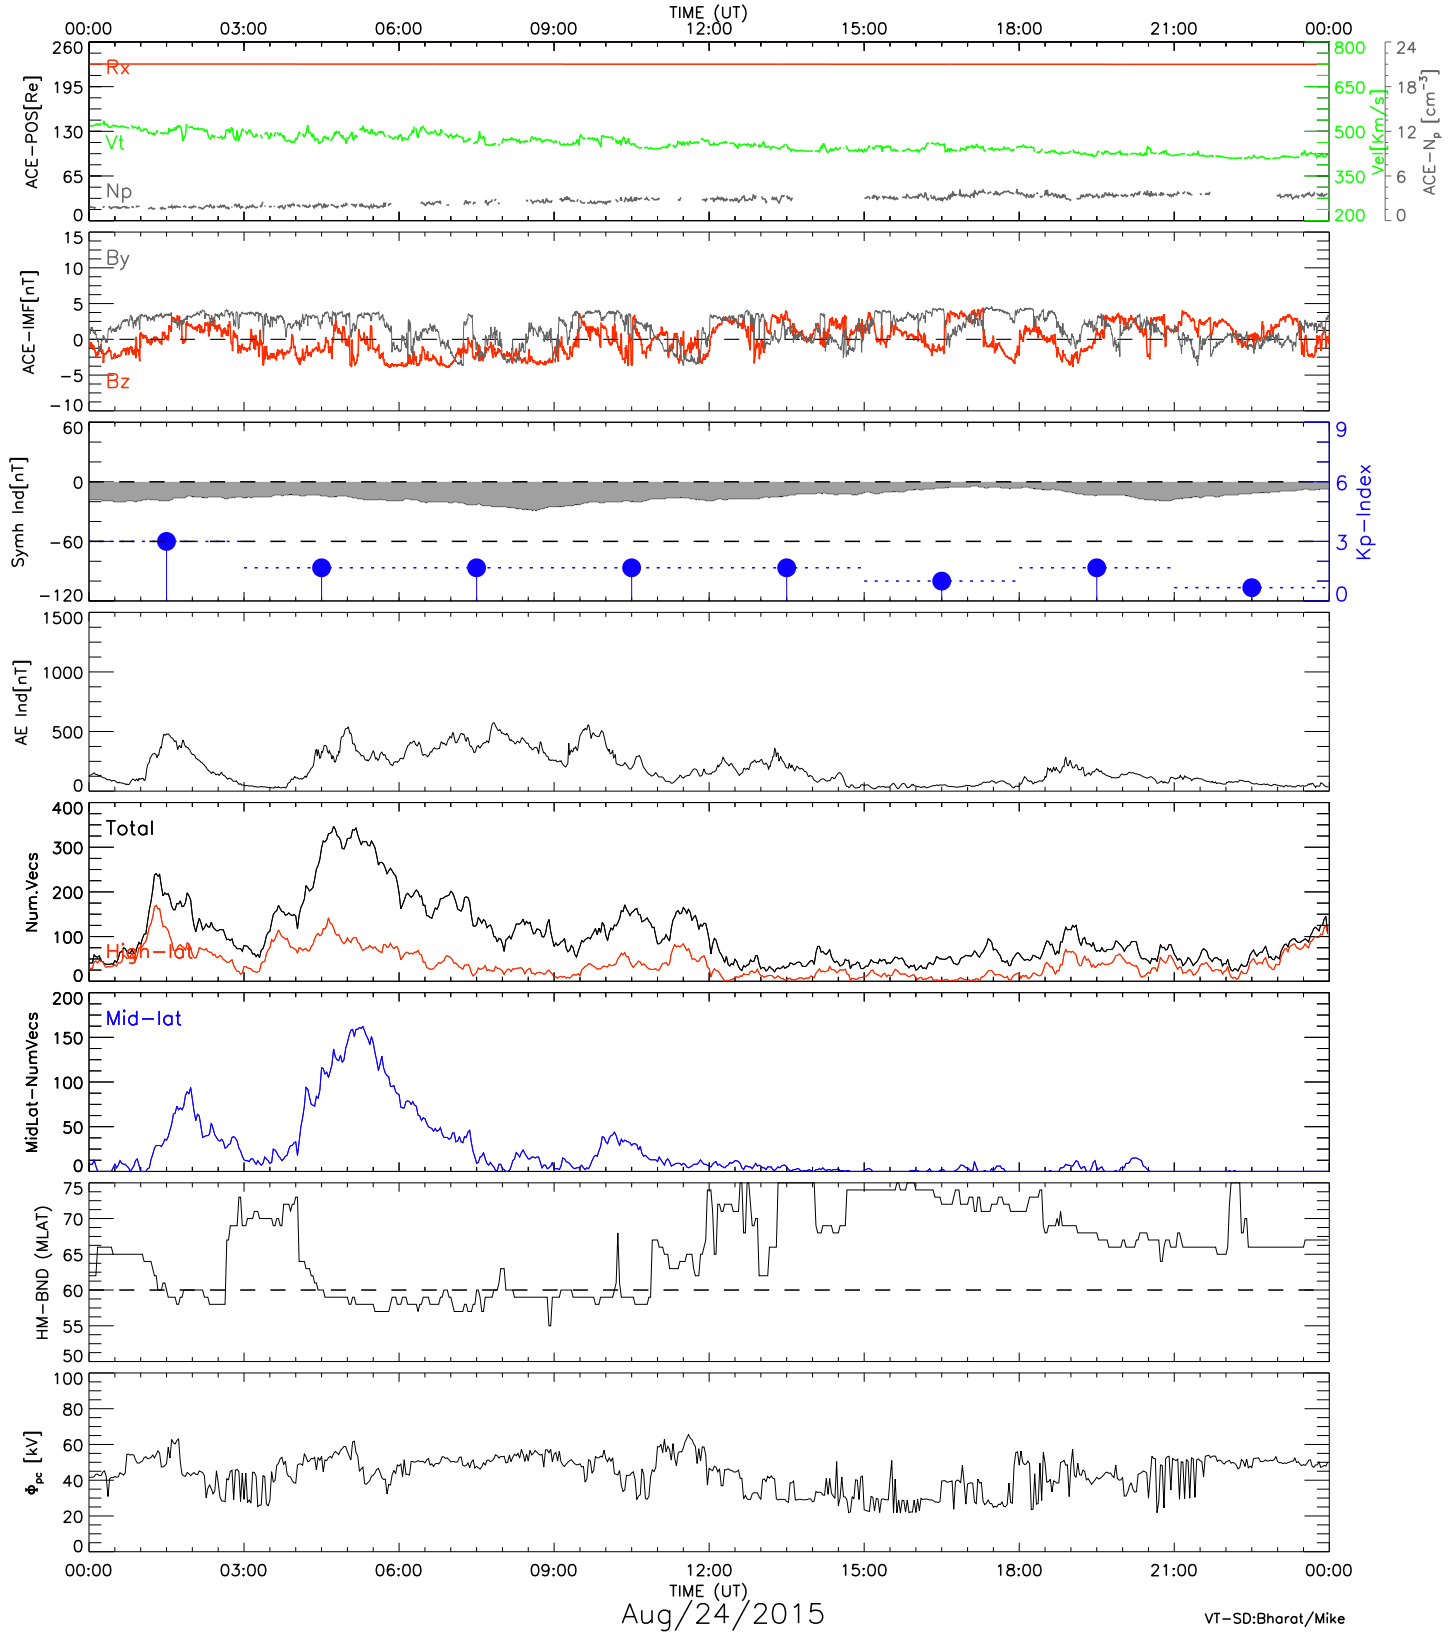 TIME (UT)
00:00 03:00 06:00 09:00 12:00 15:00 18:00 21:00 00:00
ACE-POS[Re]
260
195
130
65
0
Rx
Vt
Np
800
650
500
350
200
Vel[Km/s]
24
18
12
6
0
ACE-Np [cm-3]
ACE-IMF[nT]
15
10
5
0
-5
-10
By
Bz
Symh Ind[nT]
60
0
-60
-120
9
6
3
0
Kp-Index
AE Ind[nT]
1500
1000
500
0
Num.Vecs
400
300
200
100
0
Total
High-lat
MidLat-NumVecs
200
150
100
50
0
Mid-lat
HM-BND (MLAT)
75
70
65
60
55
50
Φpc [kV]
100
80
60
40
20
0
00:00 03:00 06:00 09:00 12:00 15:00 18:00 21:00 00:00
TIME (UT)
Aug/24/2015
VT-SD:Bharat/Mike